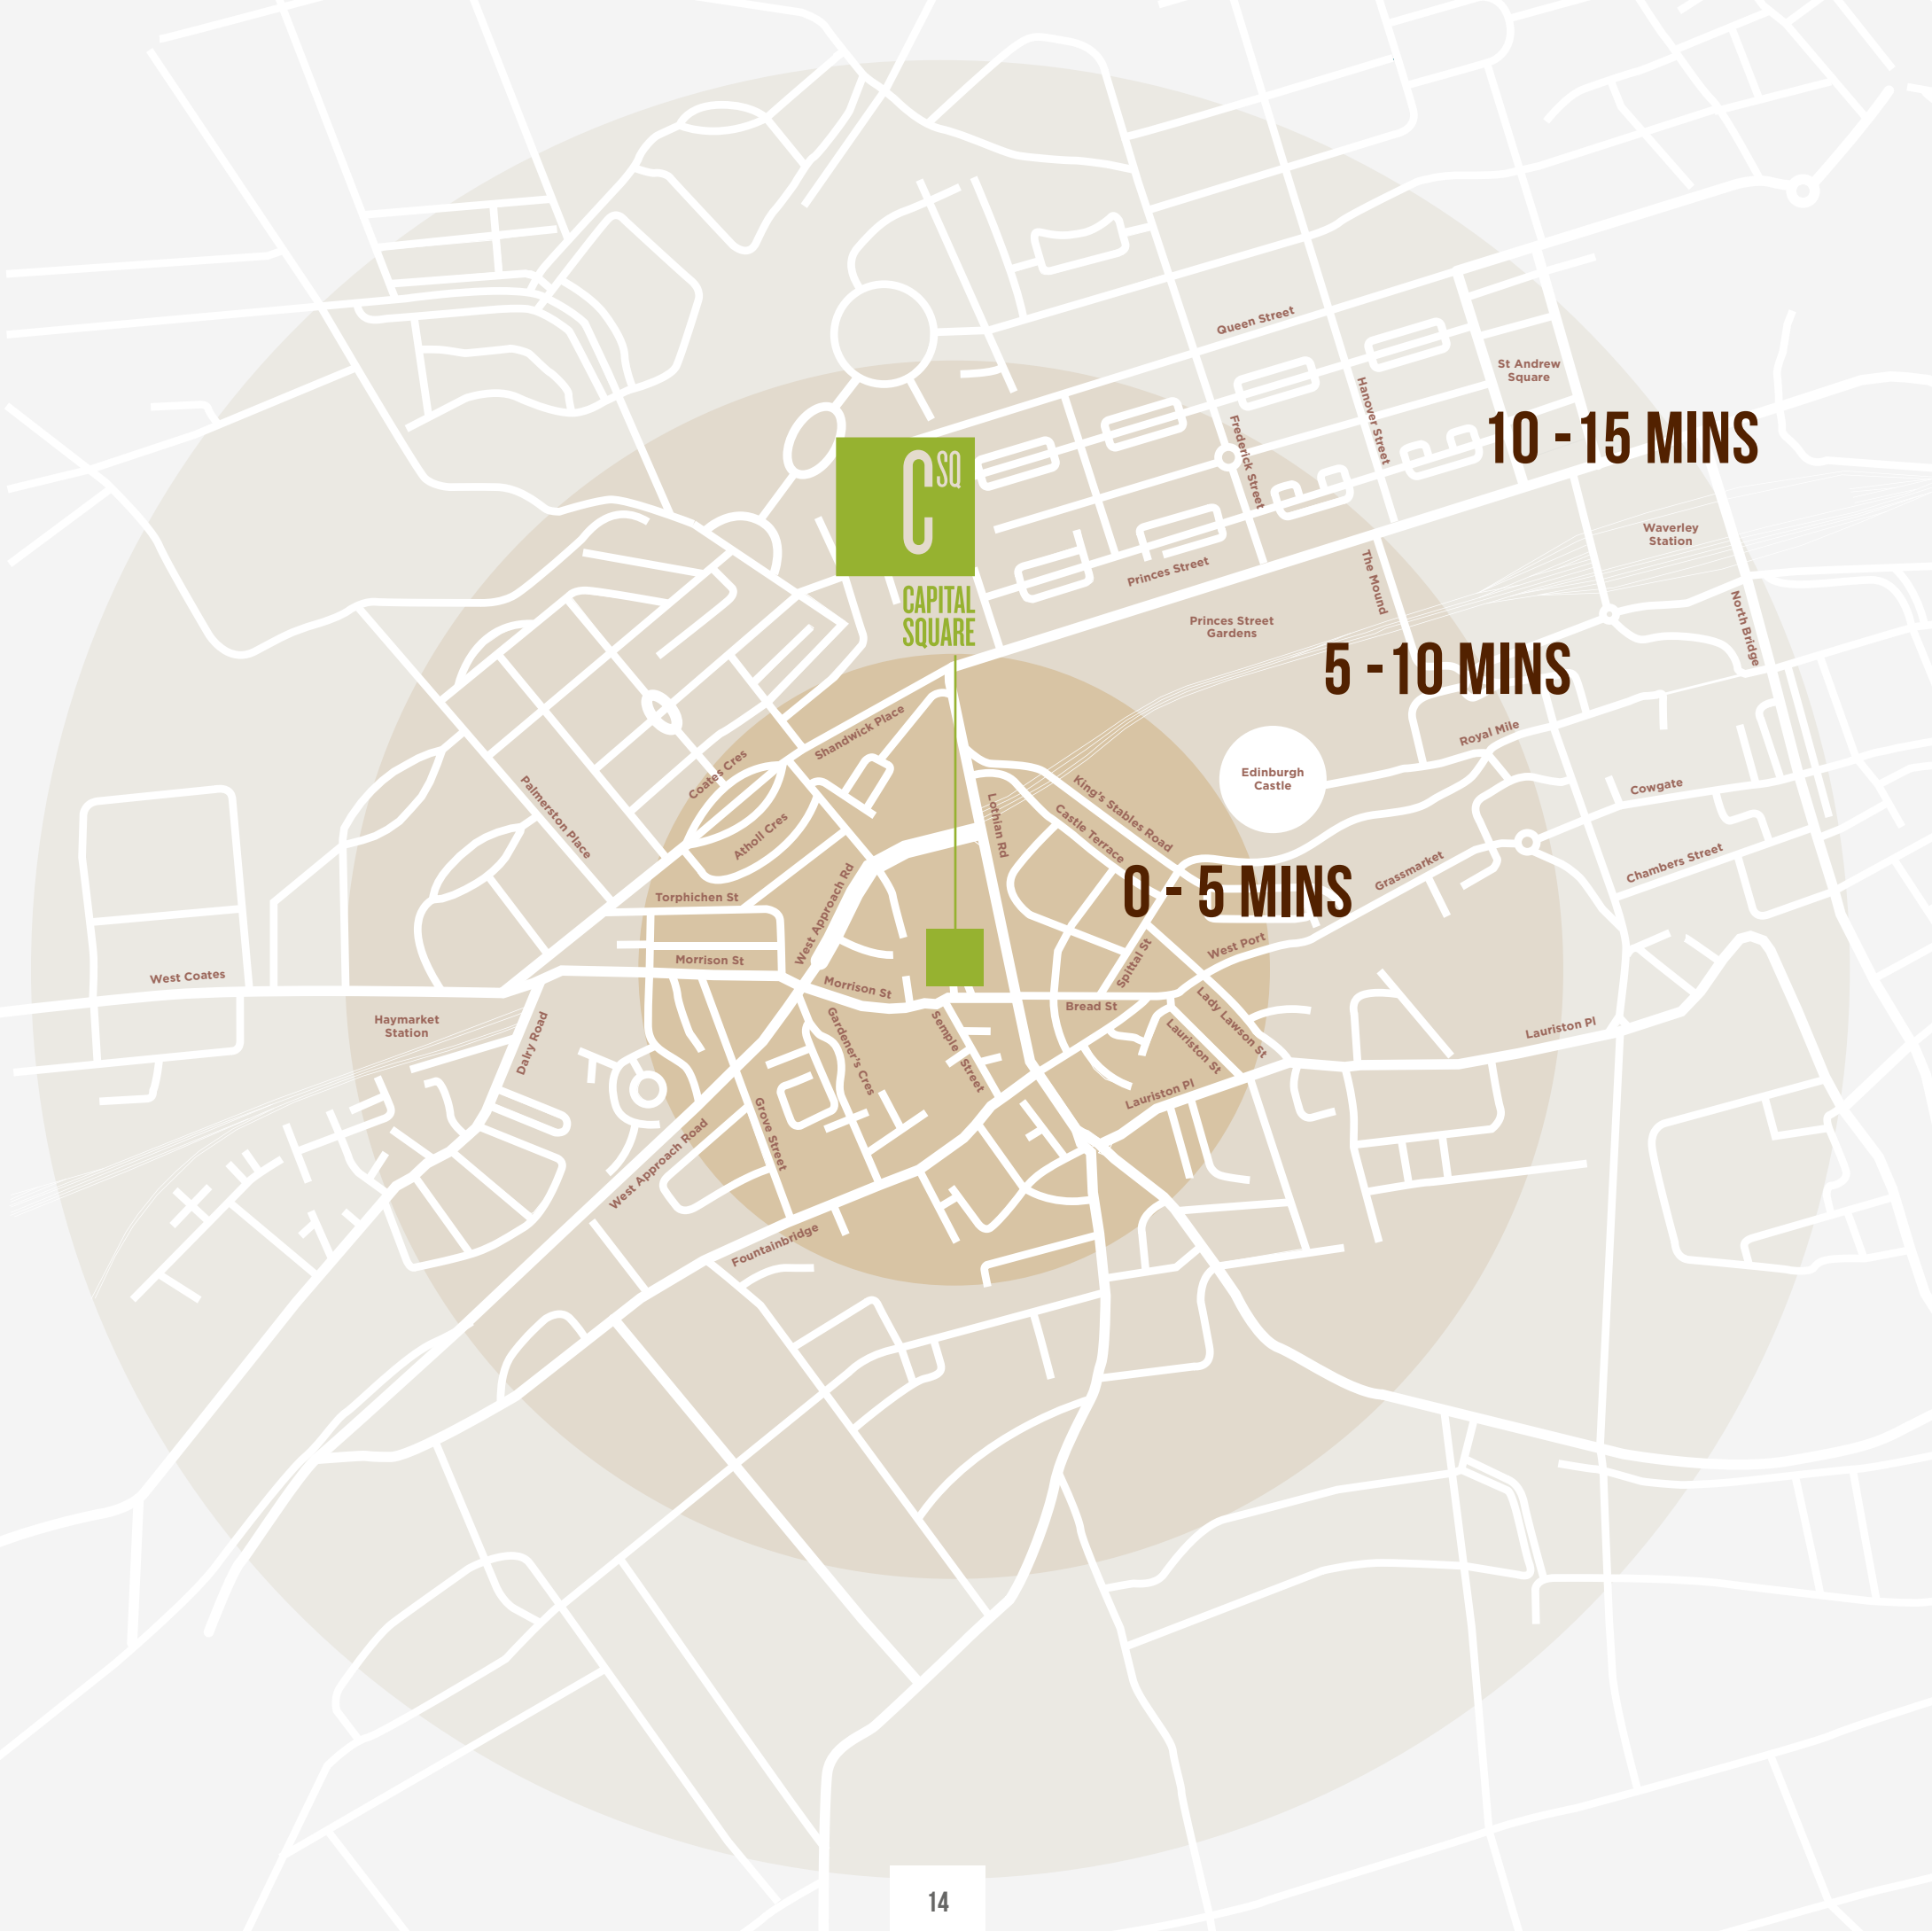 Queen Street
St Andrew
Square
Hanover Street
Frederick Street
10 - 15 MINS
C SQ
CAPITAL
SQUARE
Waverley
Station
Princes Street
The Mound
Princes Street
Gardens
North Bridge
5 - 10 MINS
Shandwick Place
Royal Mile
Coates Cres
Edinburgh
Castle
Cowgate
Palmerston Place
Lothian Rd
King's Stables Road
Castle Terrace
Atholl Cres
Chambers Street
Grassmarket
0 - 5 MINS
Torphichen St
West Approach Rd
West Port
Spittal St
Morrison St
West Coates
Morrison St
Bread St
Lady Lawson St
Haymarket
Station
Dalry Road
Gardener's Cres
Semple Street
Lauriston St
Lauriston Pl
Lauriston Pl
Grove Street
West Approach Road
Fountainbridge
14